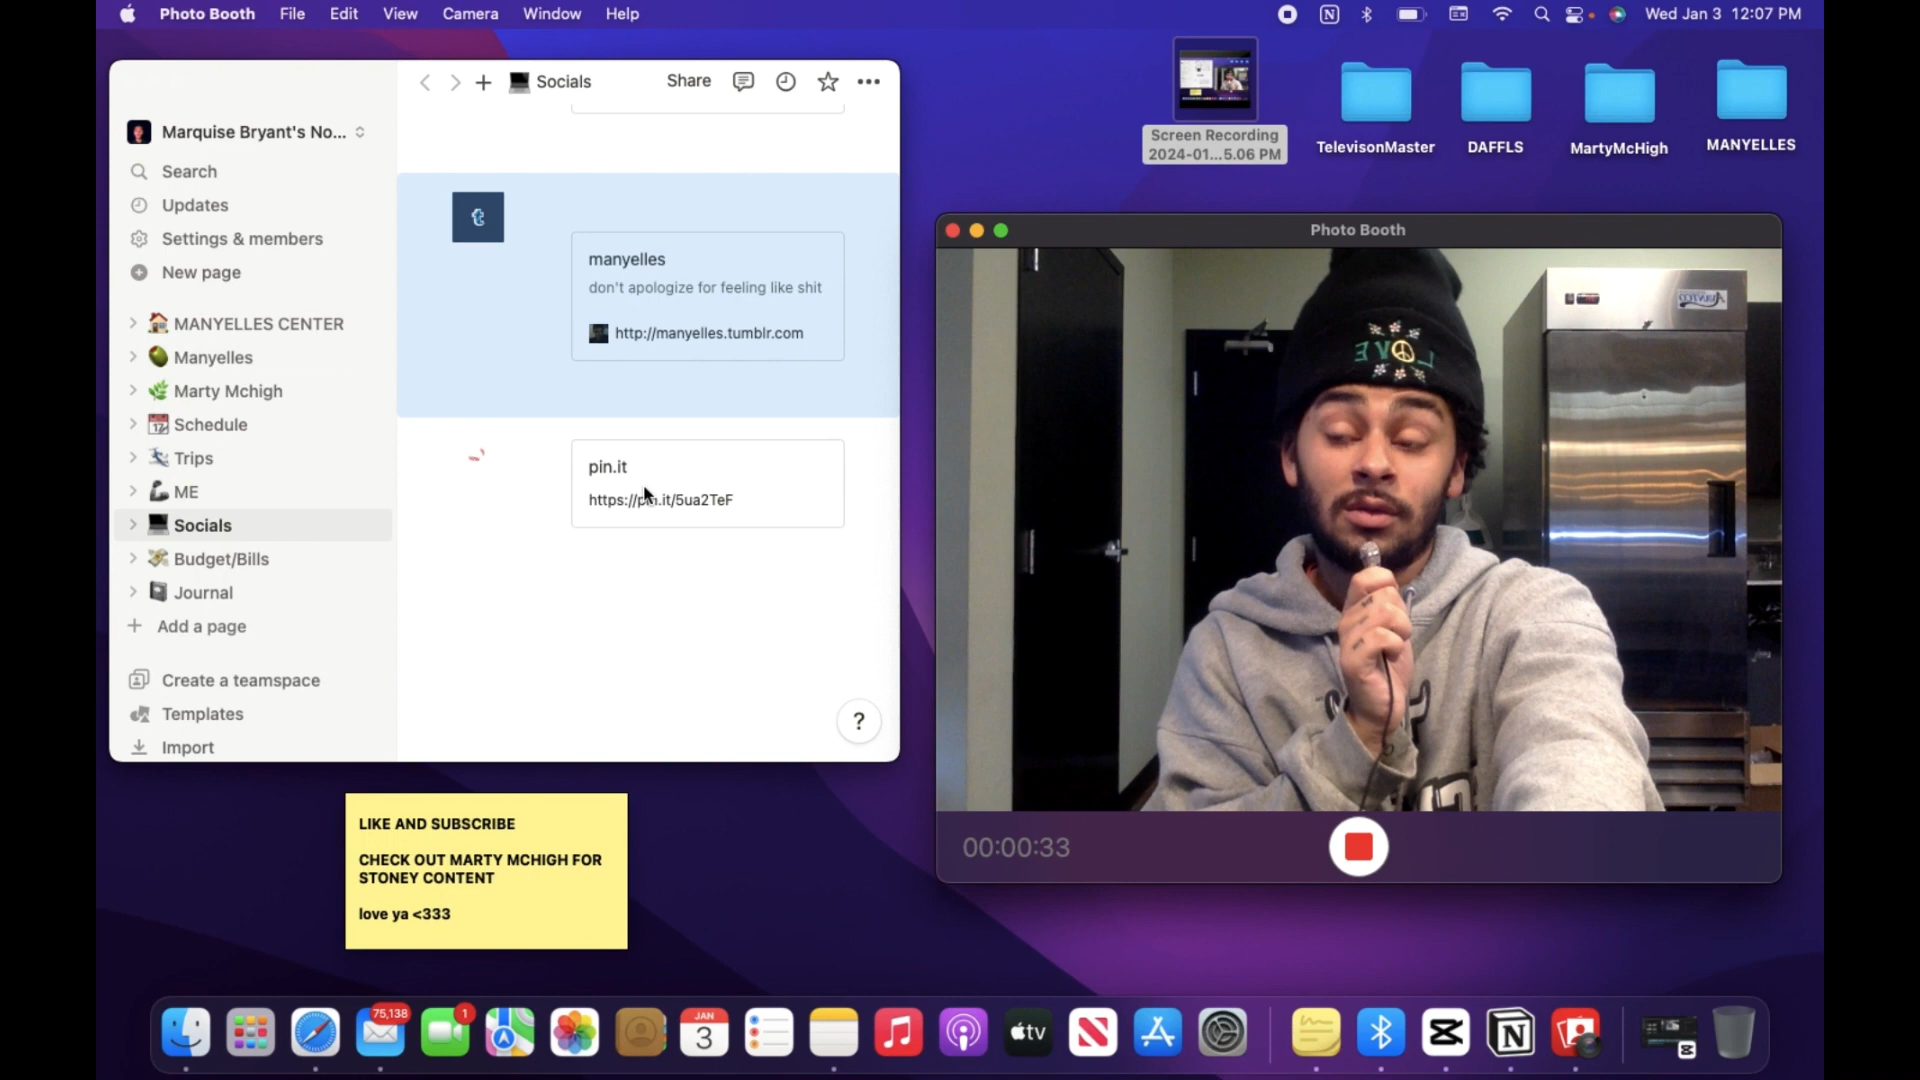 Photo Booth File Edit View Camera Window Help
Wed Jan 3 12:07 PM
Marquise Bryant's No...
Search
Updates
Settings & members
New page
MANYELLES CENTER
Manyelles
Marty Mchigh
Schedule
Trips
ME
Socials
Budget/Bills
Journal
Add a page
Create a teamspace
Templates
Import
Socials
Share
manyelles
don't apologize for feeling like shit
http://manyelles.tumblr.com
pin.it
?
Screen Recording
2024-01...5.06 PM
TelevisonMaster
DAFFLS
MartyMcHigh
MANYELLES
Photo Booth
LOVE
00:00:33
LIKE AND SUBSCRIBE
CHECK OUT MARTY MCHIGH FOR
STONEY CONTENT
love ya <333
75,138
1
JAN
3
tv